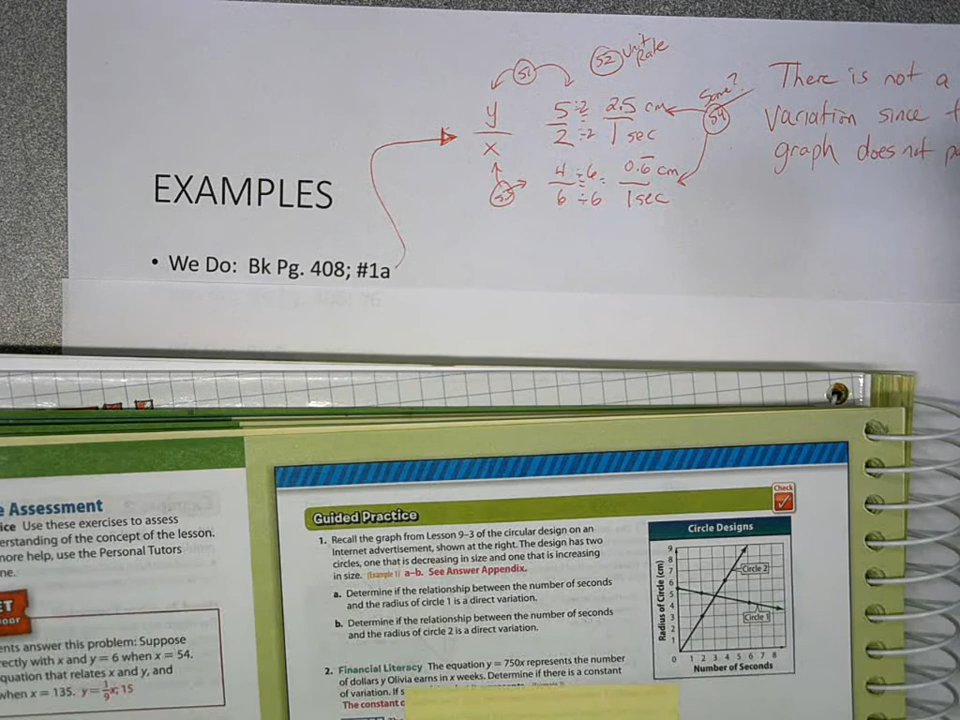 S1
S2 Unit Rate
y
x
5 ÷2 = 2.5 cm
2 ÷2 1 sec
Same?
S4
There is not a
variation since
graph does not
S3
4 ÷6 = 0.6̅ cm
6 ÷6 1 sec
EXAMPLES
• We Do: Bk Pg. 408; #1a
Assessment
ice Use these exercises to assess
erstanding of the concept of the lesson.
more help, use the Personal Tutors
ne.
ents answer this problem: Suppose
rectly with x and y = 6 when x = 54.
quation that relates x and y, and
when x = 135. y = 1/9 x; 15
Guided Practice
Check
1. Recall the graph from Lesson 9–3 of the circular design on an
Internet advertisement, shown at the right. The design has two
circles, one that is decreasing in size and one that is increasing
in size. (Example 1) a–b. See Answer Appendix.
a. Determine if the relationship between the number of seconds
and the radius of circle 1 is a direct variation.
b. Determine if the relationship between the number of seconds
and the radius of circle 2 is a direct variation.
2. Financial Literacy The equation y = 750x represents the number
of dollars y Olivia earns in x weeks. Determine if there is a constant
of variation. If s
The constant
Circle Designs
Radius of Circle (cm)
9
8
7
6
5
4
3
2
1
Circle 2
Circle 1
0 1 2 3 4 5 6 7 8
Number of Seconds